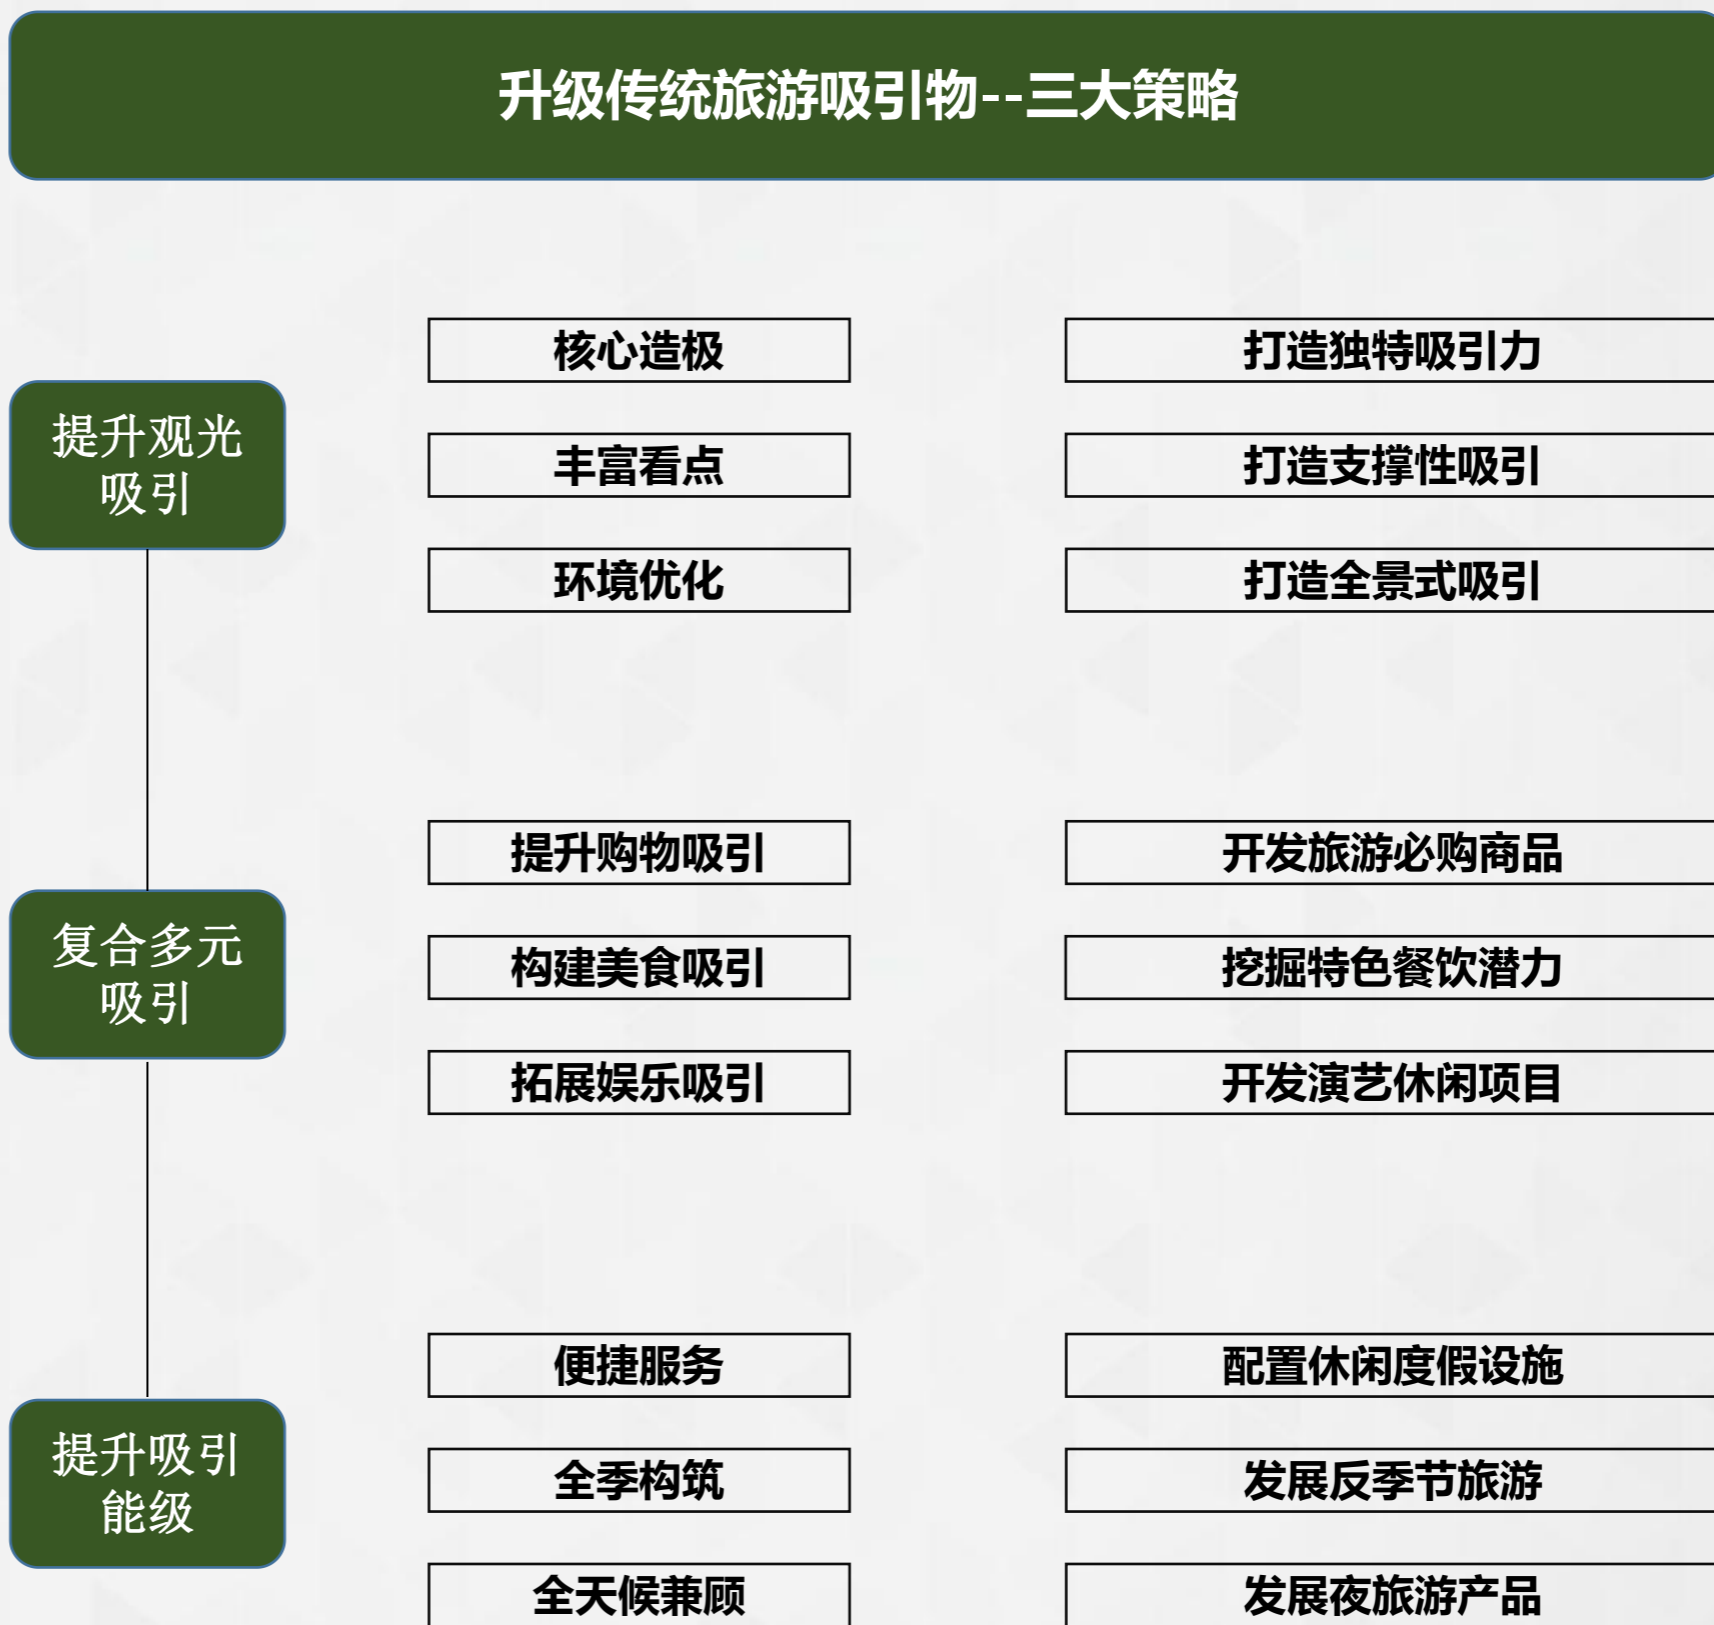 升级传统旅游吸引物--三大策略
提升观光
吸引
核心造极
打造独特吸引力
丰富看点
打造支撑性吸引
环境优化
打造全景式吸引
复合多元
吸引
提升购物吸引
开发旅游必购商品
构建美食吸引
挖掘特色餐饮潜力
拓展娱乐吸引
开发演艺休闲项目
提升吸引
能级
便捷服务
配置休闲度假设施
全季构筑
发展反季节旅游
全天候兼顾
发展夜旅游产品